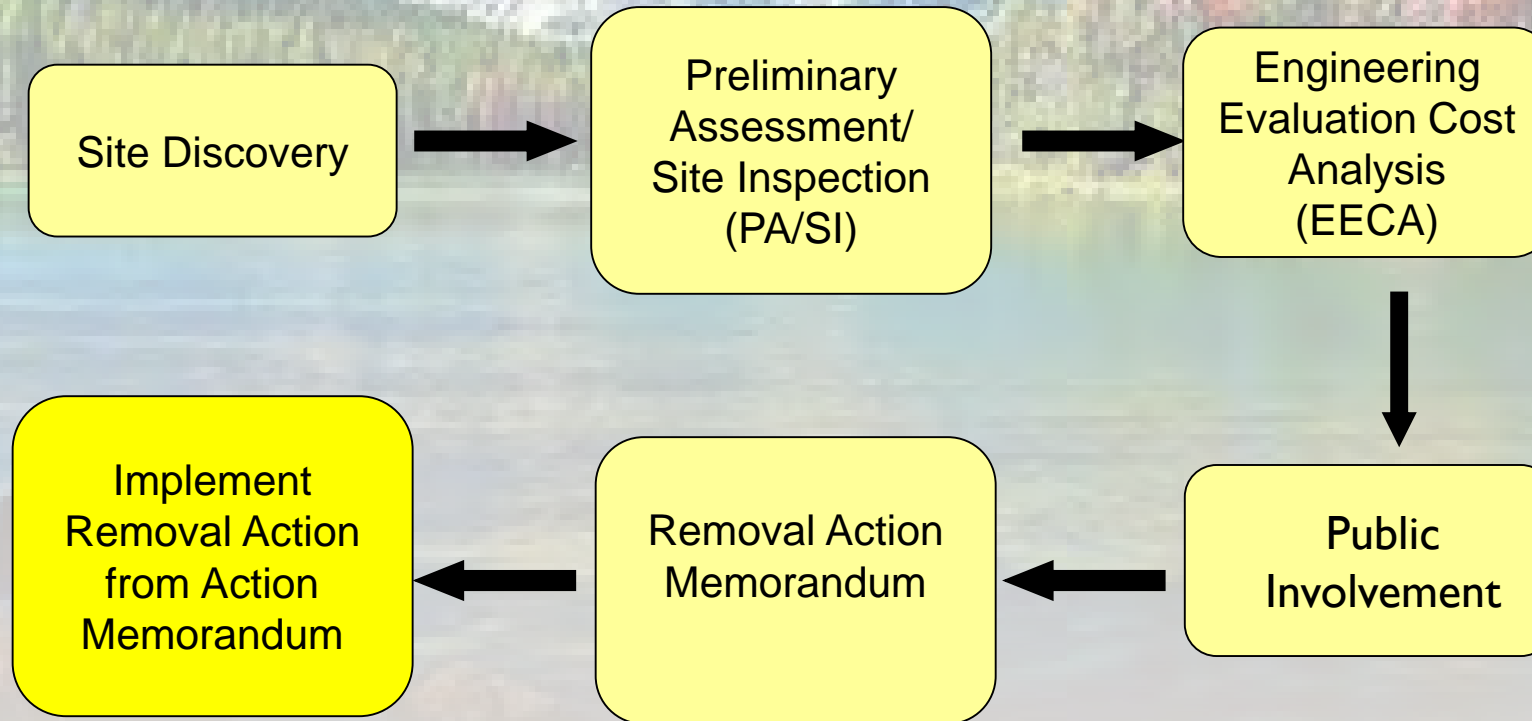 Site Discovery
Preliminary
Assessment/
Site Inspection
(PA/SI)
Engineering
Evaluation Cost
Analysis
(EECA)
Public
Involvement
Removal Action
Memorandum
Implement
Removal Action
from Action
Memorandum